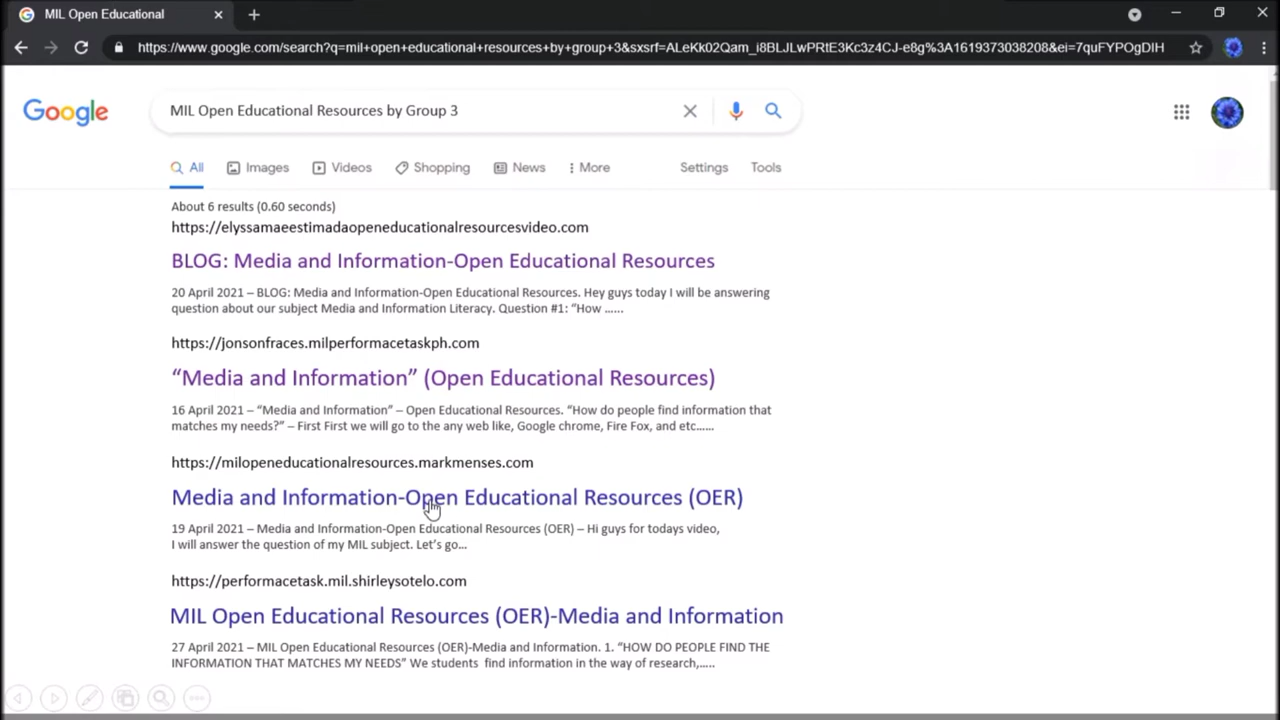 MIL Open Educational
https://www.google.com/search?q=mil+open+educational+resources+by+group+3&sxsrf=ALeKk02Qam_i8BLJLwPRtE3Kc3z4CJ-e8g%3A1619373038208&ei=7quFYPOgDIH
Google
MIL Open Educational Resources by Group 3
All Images Videos Shopping News More Settings Tools
About 6 results (0.60 seconds)
https://elyssamaeestimadaopeneducationalresourcesvideo.com
BLOG: Media and Information-Open Educational Resources
20 April 2021 – BLOG: Media and Information-Open Educational Resources. Hey guys today I will be answering
question about our subject Media and Information Literacy. Question #1: “How ......
https://jonsonfraces.milperformacetaskph.com
“Media and Information” (Open Educational Resources)
16 April 2021 – “Media and Information” – Open Educational Resources. “How do people find information that
matches my needs?” – First First we will go to the any web like, Google chrome, Fire Fox, and etc......
https://milopeneducationalresources.markmenses.com
Media and Information-Open Educational Resources (OER)
19 April 2021 – Media and Information-Open Educational Resources (OER) – Hi guys for todays video,
I will answer the question of my MIL subject. Let’s go...
https://performacetask.mil.shirleysotelo.com
MIL Open Educational Resources (OER)-Media and Information
27 April 2021 – MIL Open Educational Resources (OER)-Media and Information. 1. “HOW DO PEOPLE FIND THE
INFORMATION THAT MATCHES MY NEEDS” We students find information in the way of research,.....